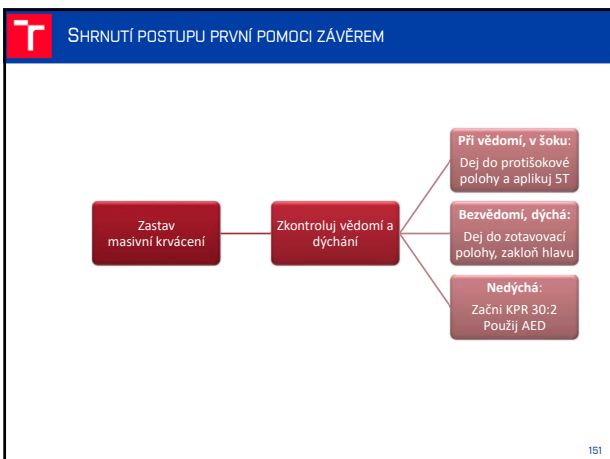 SHRNUTÍ POSTUPU PRVNÍ POMOCI ZÁVĚREM
Zastav
masivní krvácení
Zkontroluj vědomí a
dýchání
Při vědomí, v šoku:
Dej do protišokové
polohy a aplikuj 5T
Bezvědomí, dýchá:
Dej do zotavovací
polohy, zakloň hlavu
Nedýchá:
Začni KPR 30:2
Použij AED
151